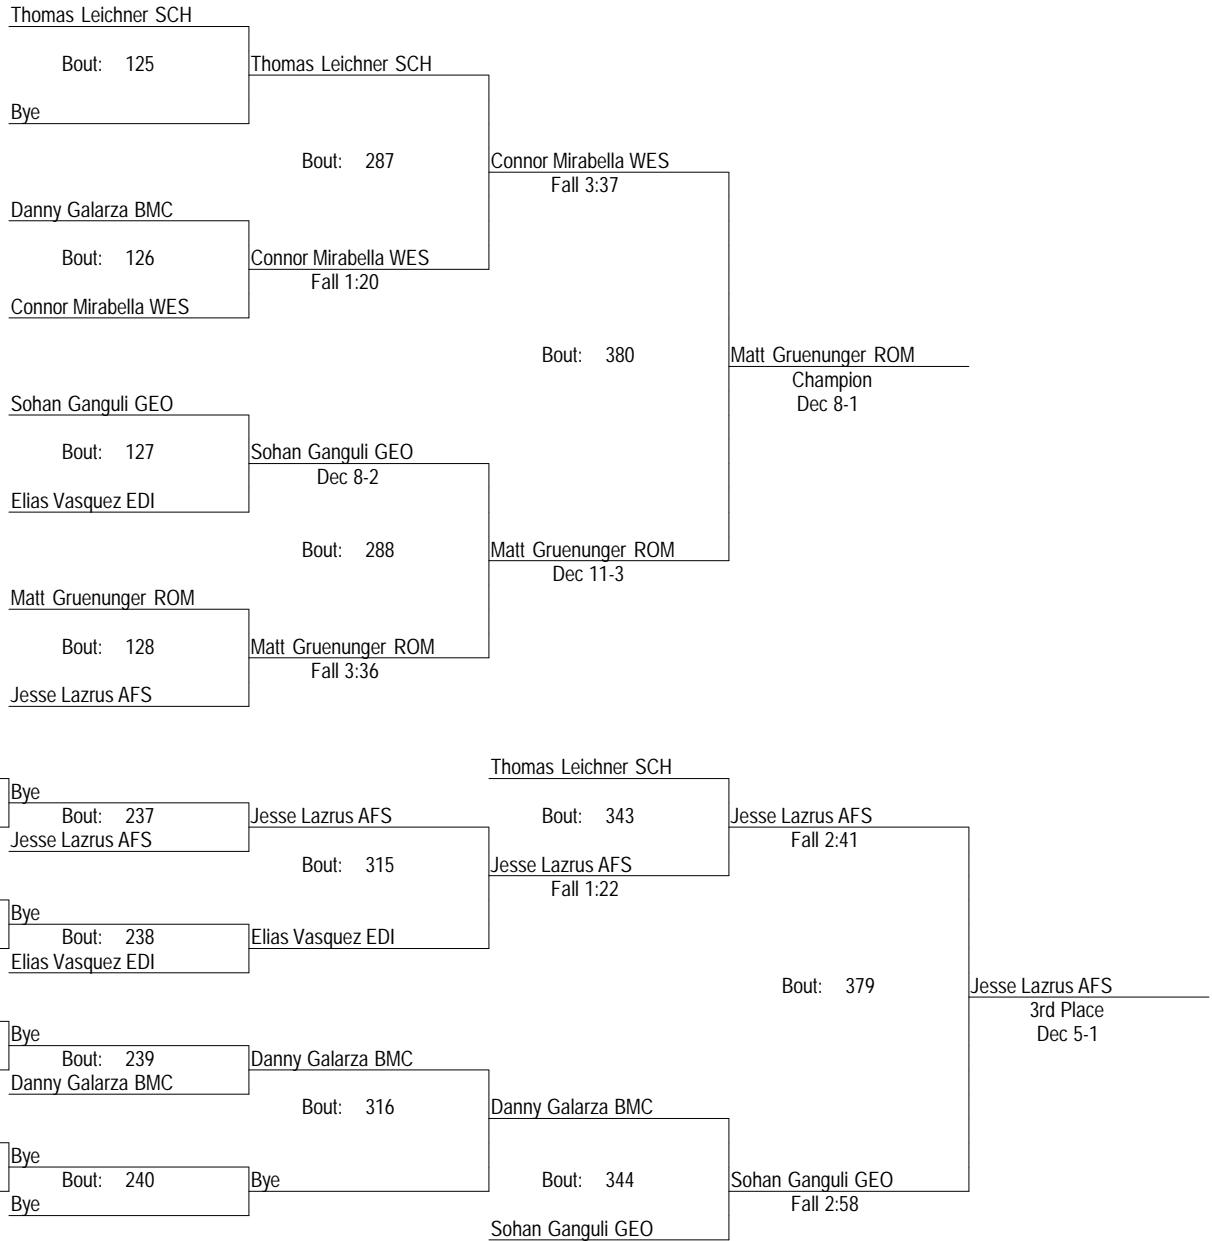 Thomas Leichner SCH
Bout: 125
Thomas Leichner SCH
Bye
Bout: 287
Connor Mirabella WES
Fall 3:37
Danny Galarza BMC
Bout: 126
Connor Mirabella WES
Fall 1:20
Connor Mirabella WES
Bout: 380
Matt Gruenunger ROM
Champion
Dec 8-1
Sohan Ganguli GEO
Bout: 127
Sohan Ganguli GEO
Dec 8-2
Elias Vasquez EDI
Bout: 288
Matt Gruenunger ROM
Dec 11-3
Matt Gruenunger ROM
Bout: 128
Matt Gruenunger ROM
Fall 3:36
Jesse Lazrus AFS
Thomas Leichner SCH
Bye
Bout: 237
Jesse Lazrus AFS
Bout: 343
Jesse Lazrus AFS
Fall 2:41
Jesse Lazrus AFS
Bout: 315
Jesse Lazrus AFS
Fall 1:22
Bye
Bout: 238
Elias Vasquez EDI
Elias Vasquez EDI
Bout: 379
Jesse Lazrus AFS
3rd Place
Dec 5-1
Bye
Bout: 239
Danny Galarza BMC
Danny Galarza BMC
Bout: 316
Danny Galarza BMC
Bye
Bout: 240
Bye
Bout: 344
Sohan Ganguli GEO
Fall 2:58
Bye
Sohan Ganguli GEO